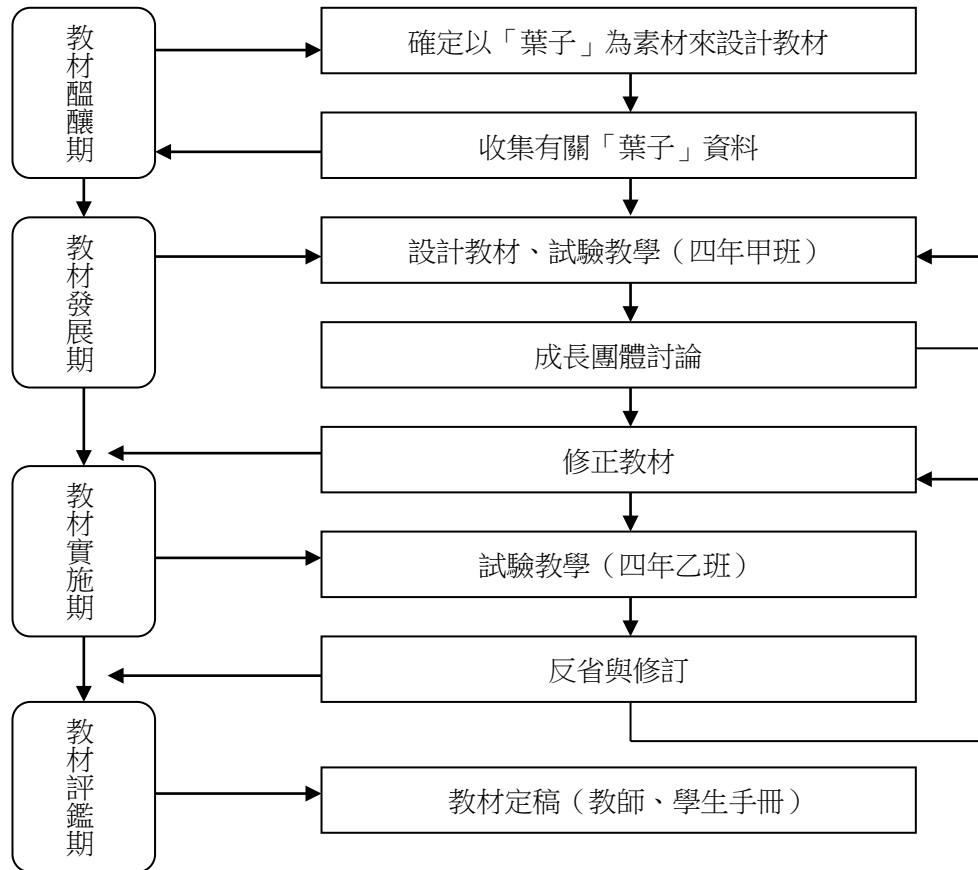 教材醞釀期
確定以「葉子」為素材來設計教材
收集有關「葉子」資料
教材發展期
設計教材、試驗教學（四年甲班）
成長團體討論
修正教材
教材實施期
試驗教學（四年乙班）
反省與修訂
教材評鑑期
教材定稿（教師、學生手冊）